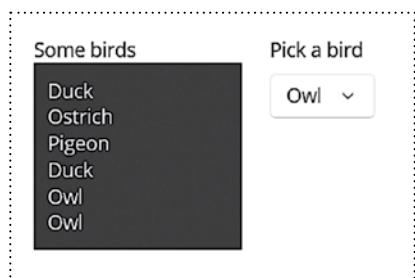 Some birds
Duck
Ostrich
Pigeon
Duck
Owl
Owl
Pick a bird
Owl